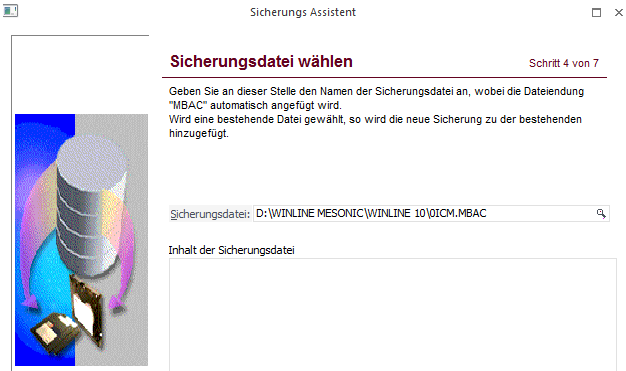 Sicherungs Assistent
Sicherungsdatei wählen
Schritt 4 von 7
Geben Sie an dieser Stelle den Namen der Sicherungsdatei an, wobei die Dateiendung
"MBAC" automatisch angefügt wird.
Wird eine bestehende Datei gewählt, so wird die neue Sicherung zu der bestehenden
hinzugefügt.
Sicherungsdatei: D:\WINLINE MESONIC\WINLINE 10\0ICM.MBAC
Inhalt der Sicherungsdatei